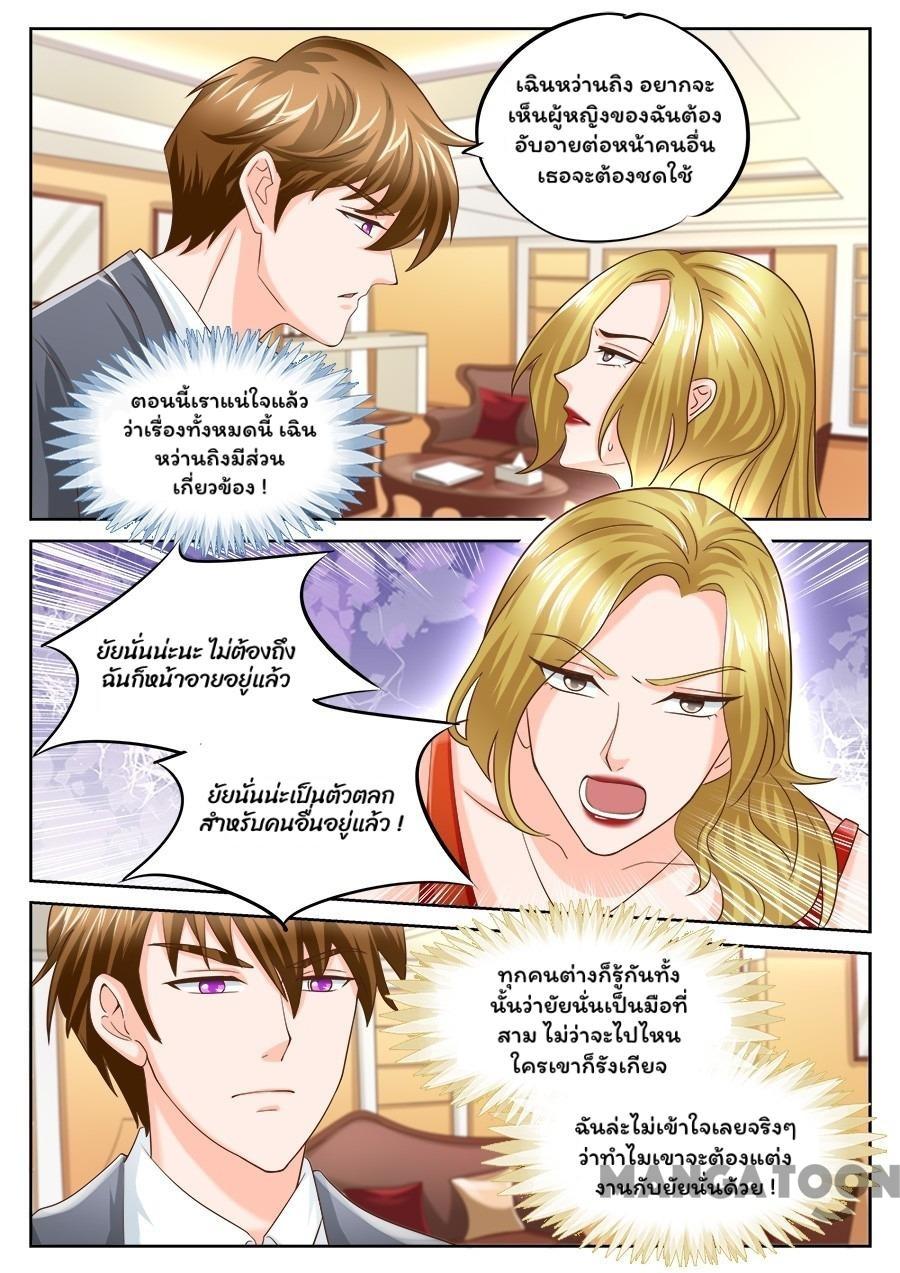 เฉินหว่านถิง อยากจะ
เห็นผู้หญิงของฉันต้อง
อับอายต่อหน้าคนอื่น
เธอจะต้องชดใช้
ตอนนี้เราแน่ใจแล้ว
ว่าเรื่องทั้งหมดนี้ เฉิน
หว่านถิงมีส่วน
เกี่ยวข้อง !
ยัยนั่นน่ะนะ ไม่ต้องถึง
ฉันก็หน้าอายอยู่แล้ว
ยัยนั่นน่ะเป็นตัวตลก
สำหรับคนอื่นอยู่แล้ว !
ทุกคนต่างก็รู้กันทั้ง
นั้นว่ายัยนั่นเป็นมือที่
สาม ไม่ว่าจะไปไหน
ใครเขาก็รังเกียจ
ฉันล่ะไม่เข้าใจเลยจริงๆ
ว่าทำไมเขาจะต้องแต่ง
งานกับยัยนั่นด้วย !
MANGATOON